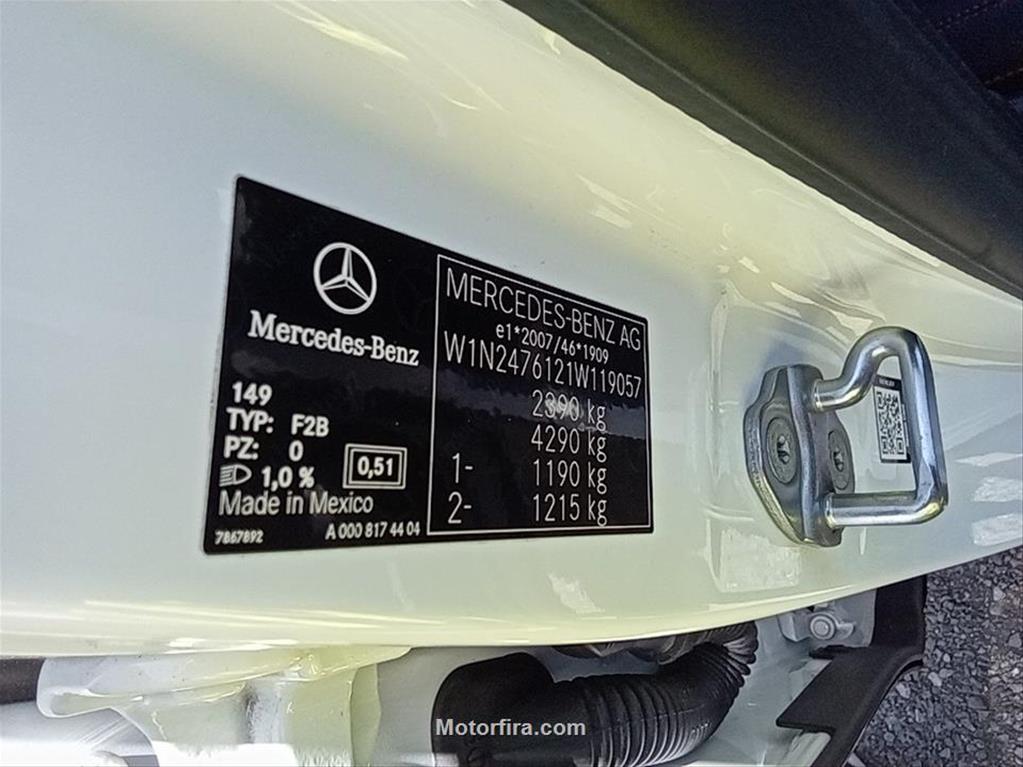 Mercedes-Benz
149
TYP: F2B
PZ: 0
1,0 %
0,51
Made in Mexico
7867892
A 000 817 44 04
MERCEDES-BENZ AG
e1*2007/46*1909
W1N2476121W119057
2390 kg
4290 kg
1- 1190 kg
2- 1215 kg
Motorfira.com